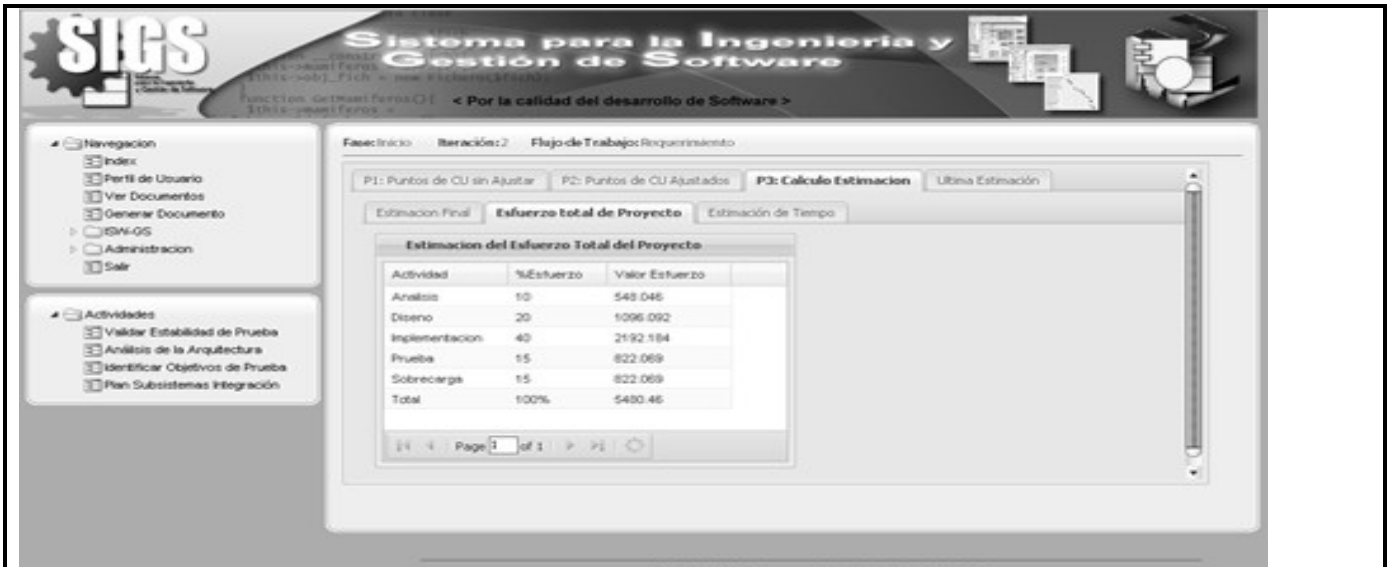 SIGS
Sistema para la Ingeniería y
Gestión de Software
< Por la calidad del desarrollo de Software >
Navegacion
Index
Perfil de Usuario
Ver Documentos
Generar Documento
ISW-GS
Administracion
Salir
Actividades
Validar Estabilidad de Prueba
Análisis de la Arquitectura
Identificar Objetivos de Prueba
Plan Subsistemas Integración
Fase: Inicio Iteración: 2 Flujo de Trabajo: Requerimiento
P1: Puntos de CU sin Ajustar P2: Puntos de CU Ajustados P3: Calculo Estimacion Ultima Estimación
Estimacion Final Esfuerzo total de Proyecto Estimación de Tiempo
Estimacion del Esfuerzo Total del Proyecto
Actividad %Esfuerzo Valor Esfuerzo
Analisis 10 548.046
Diseno 20 1096.092
Implementacion 40 2192.184
Prueba 15 822.069
Sobrecarga 15 822.069
Total 100% 5480.46
Page 1 of 1